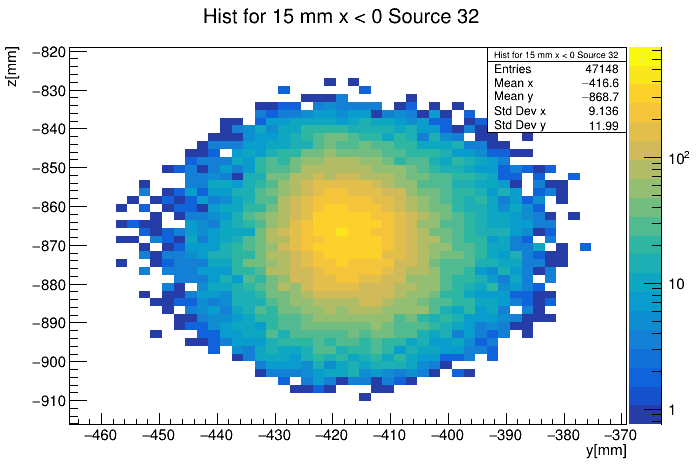 Hist for 15 mm x < 0 Source 32
z[mm]
Hist for 15 mm x < 0 Source 32
Entries 47148
Mean x −416.6
Mean y −868.7
Std Dev x 9.136
Std Dev y 11.99
−820
−830
−840
−850
−860
−870
−880
−890
−900
−910
10²
10
1
−460 −450 −440 −430 −420 −410 −400 −390 −380 −370
y[mm]